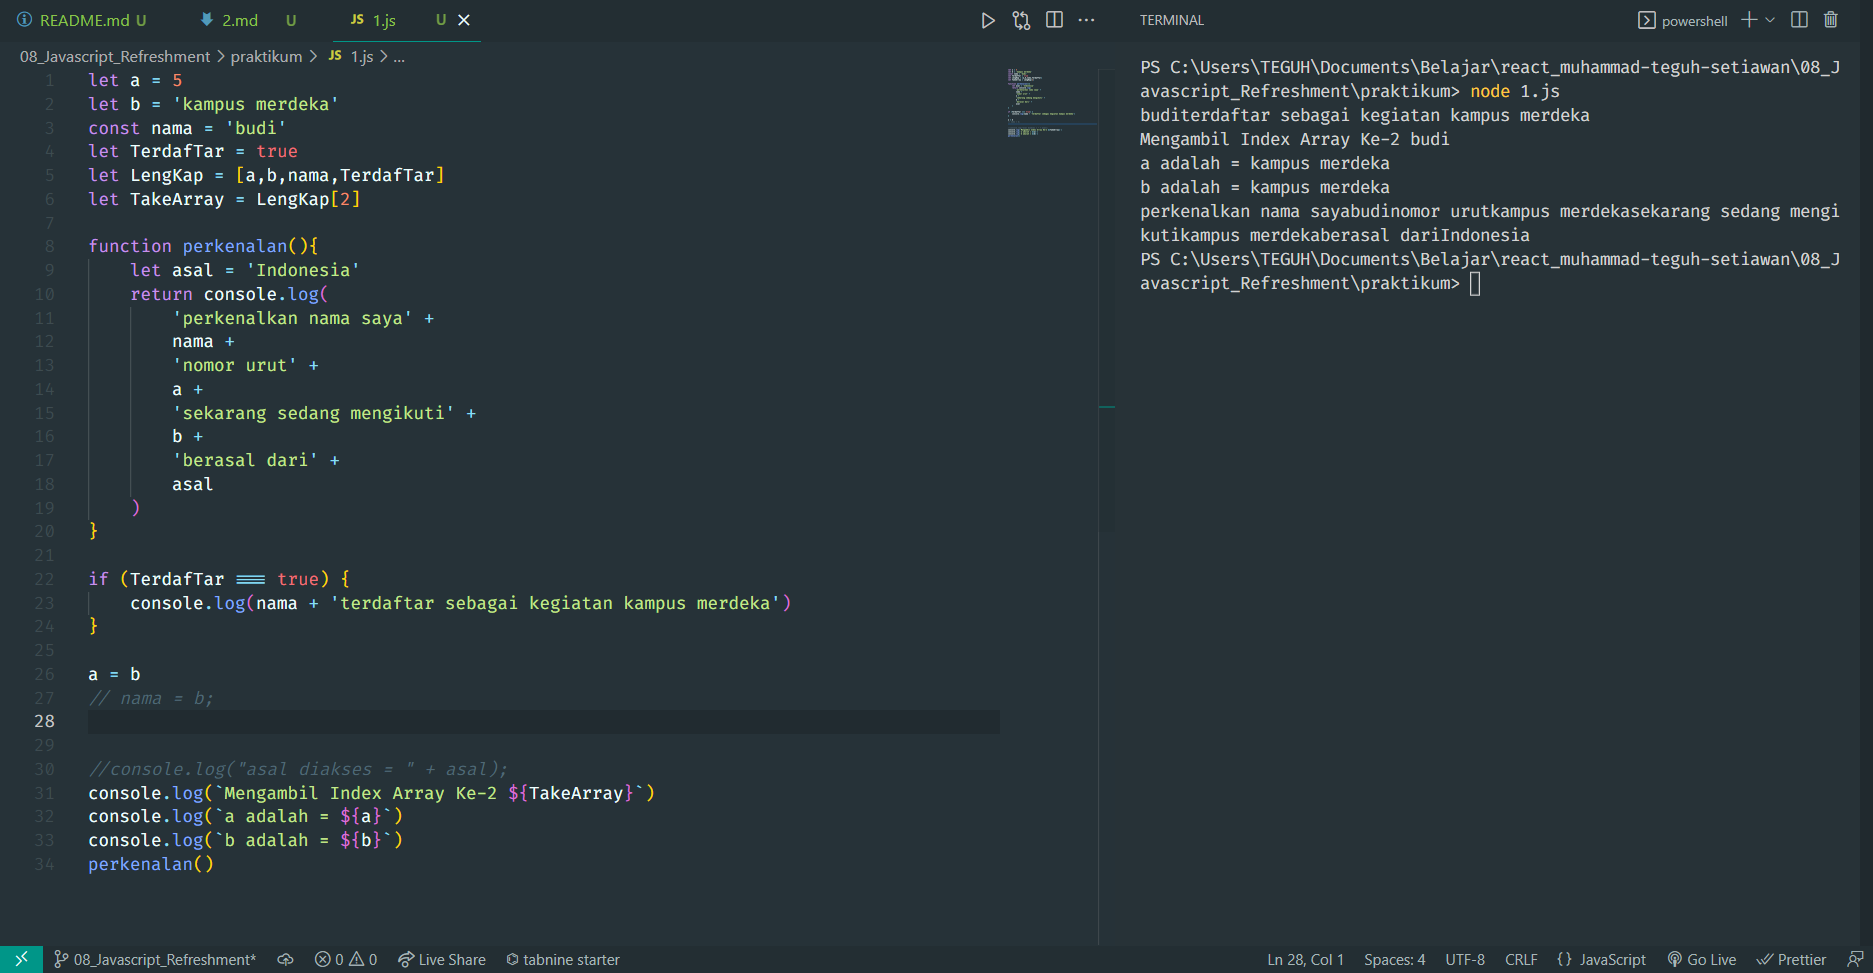 README.md U 2.md U JS 1.js U
08_Javascript_Refreshment > praktikum > JS 1.js > ...
1 let a = 5
2 let b = 'kampus merdeka'
3 const nama = 'budi'
4 let TerdafTar = true
5 let LengKap = [a,b,nama,TerdafTar]
6 let TakeArray = LengKap[2]
7
8 function perkenalan(){
9 let asal = 'Indonesia'
10 return console.log(
11 'perkenalkan nama saya' +
12 nama +
13 'nomor urut' +
14 a +
15 'sekarang sedang mengikuti' +
16 b +
17 'berasal dari' +
18 asal
19 )
20 }
21
22 if (TerdafTar === true) {
23 console.log(nama + 'terdaftar sebagai kegiatan kampus merdeka')
24 }
25
26 a = b
27 // nama = b;
28
29
30 //console.log("asal diakses = " + asal);
31 console.log(`Mengambil Index Array Ke-2 ${TakeArray}`)
32 console.log(`a adalah = ${a}`)
33 console.log(`b adalah = ${b}`)
34 perkenalan()
TERMINAL powershell
PS C:\Users\TEGUH\Documents\Belajar\react_muhammad-teguh-setiawan\08_J
avascript_Refreshment\praktikum> node 1.js
buditerdaftar sebagai kegiatan kampus merdeka
Mengambil Index Array Ke-2 budi
a adalah = kampus merdeka
b adalah = kampus merdeka
perkenalkan nama sayabudinomor urutkampus merdekasekarang sedang mengi
kutikampus merdekaberasal dariIndonesia
PS C:\Users\TEGUH\Documents\Belajar\react_muhammad-teguh-setiawan\08_J
avascript_Refreshment\praktikum>
08_Javascript_Refreshment* 0 0 Live Share tabnine starter Ln 28, Col 1 Spaces: 4 UTF-8 CRLF {} JavaScript Go Live Prettier